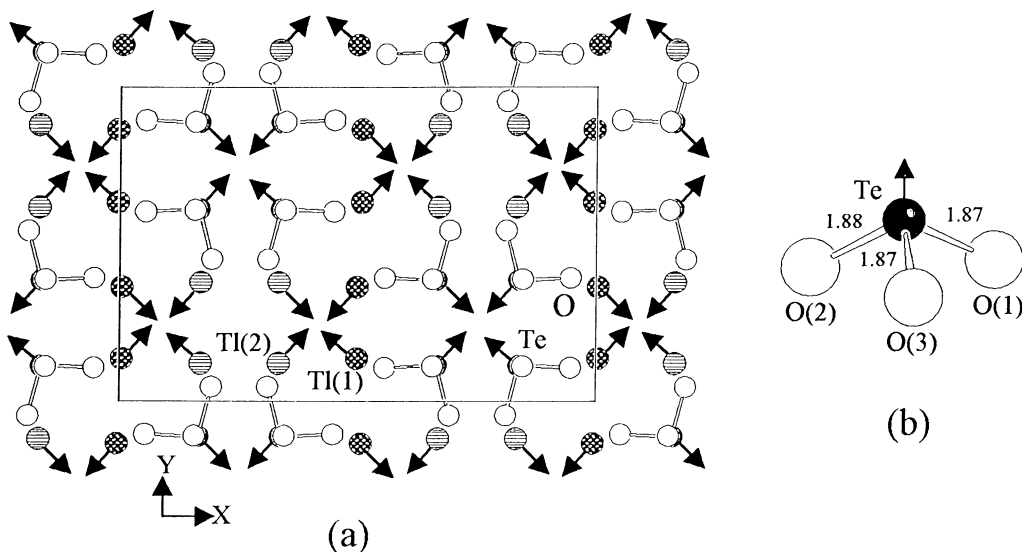 O
Tl(2)
Te
Tl(1)
Y
X
(a)
Te
1.88
1.87
1.87
O(2)
O(1)
O(3)
(b)